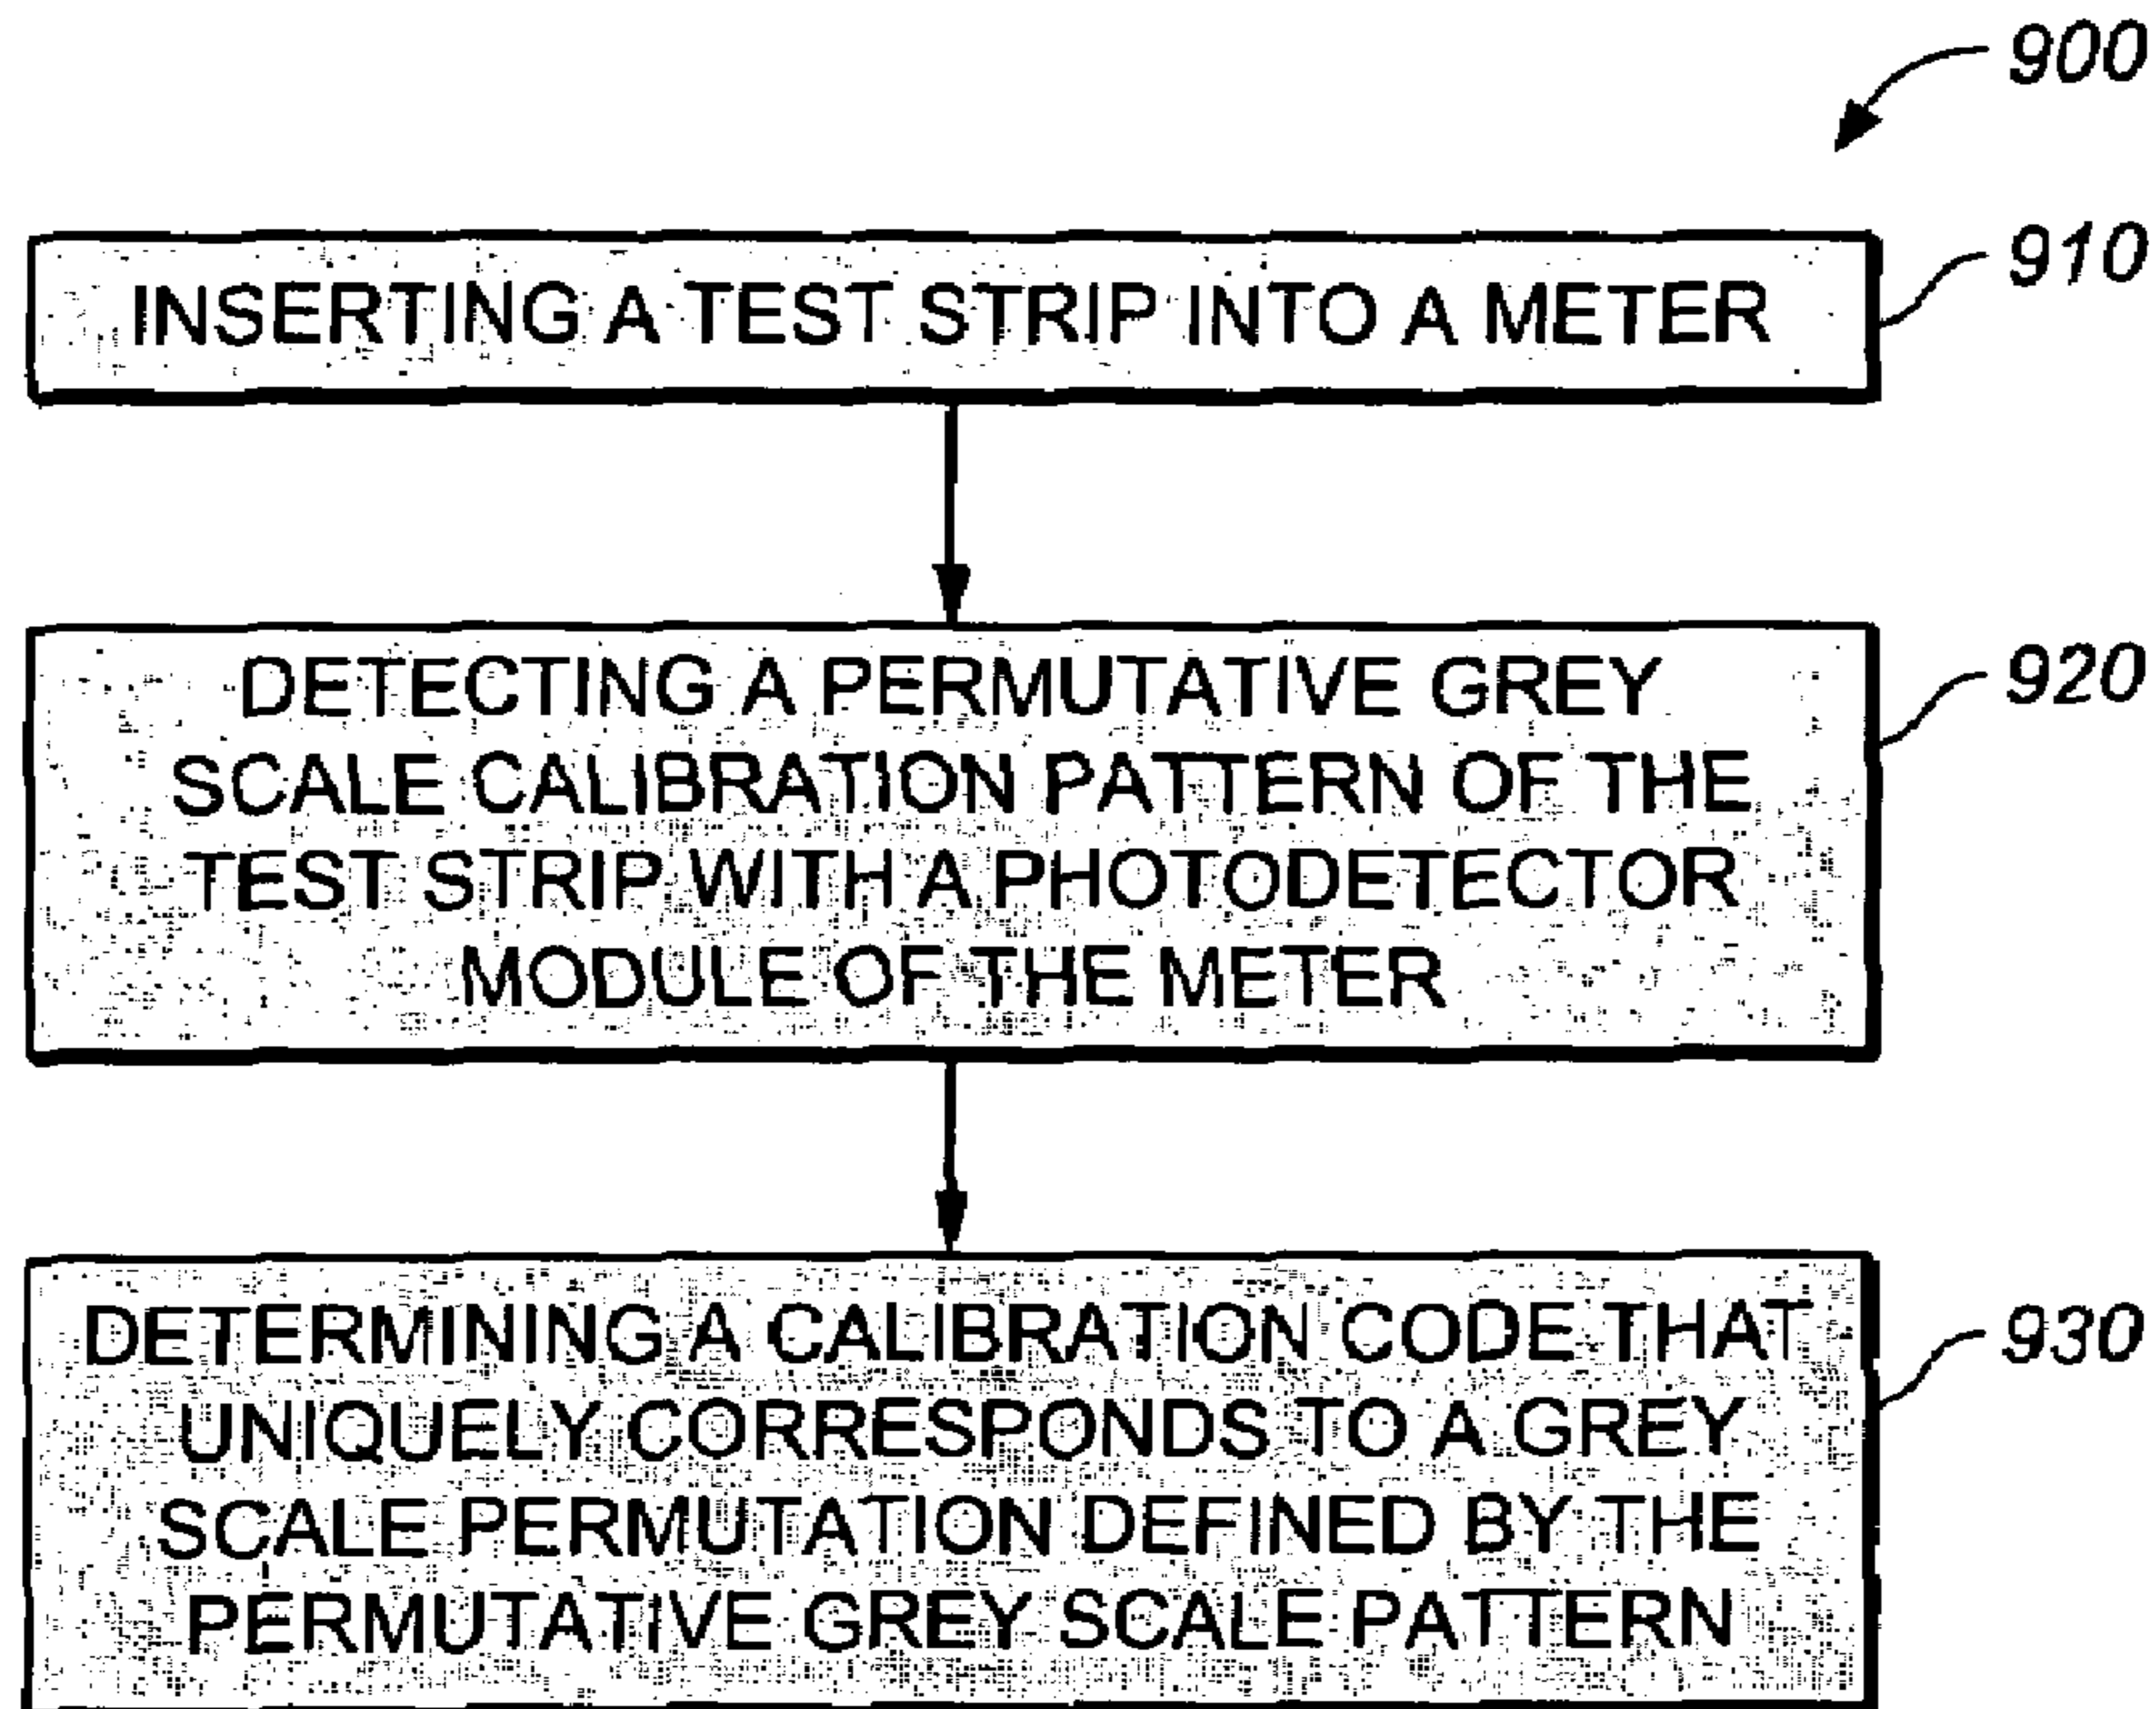 900
INSERTING A TEST STRIP INTO A METER
910
DETECTING A PERMUTATIVE GREY
SCALE CALIBRATION PATTERN OF THE
TEST STRIP WITH A PHOTODETECTOR
MODULE OF THE METER
920
DETERMINING A CALIBRATION CODE THAT
UNIQUELY CORRESPONDS TO A GREY
SCALE PERMUTATION DEFINED BY THE
PERMUTATIVE GREY SCALE PATTERN
930